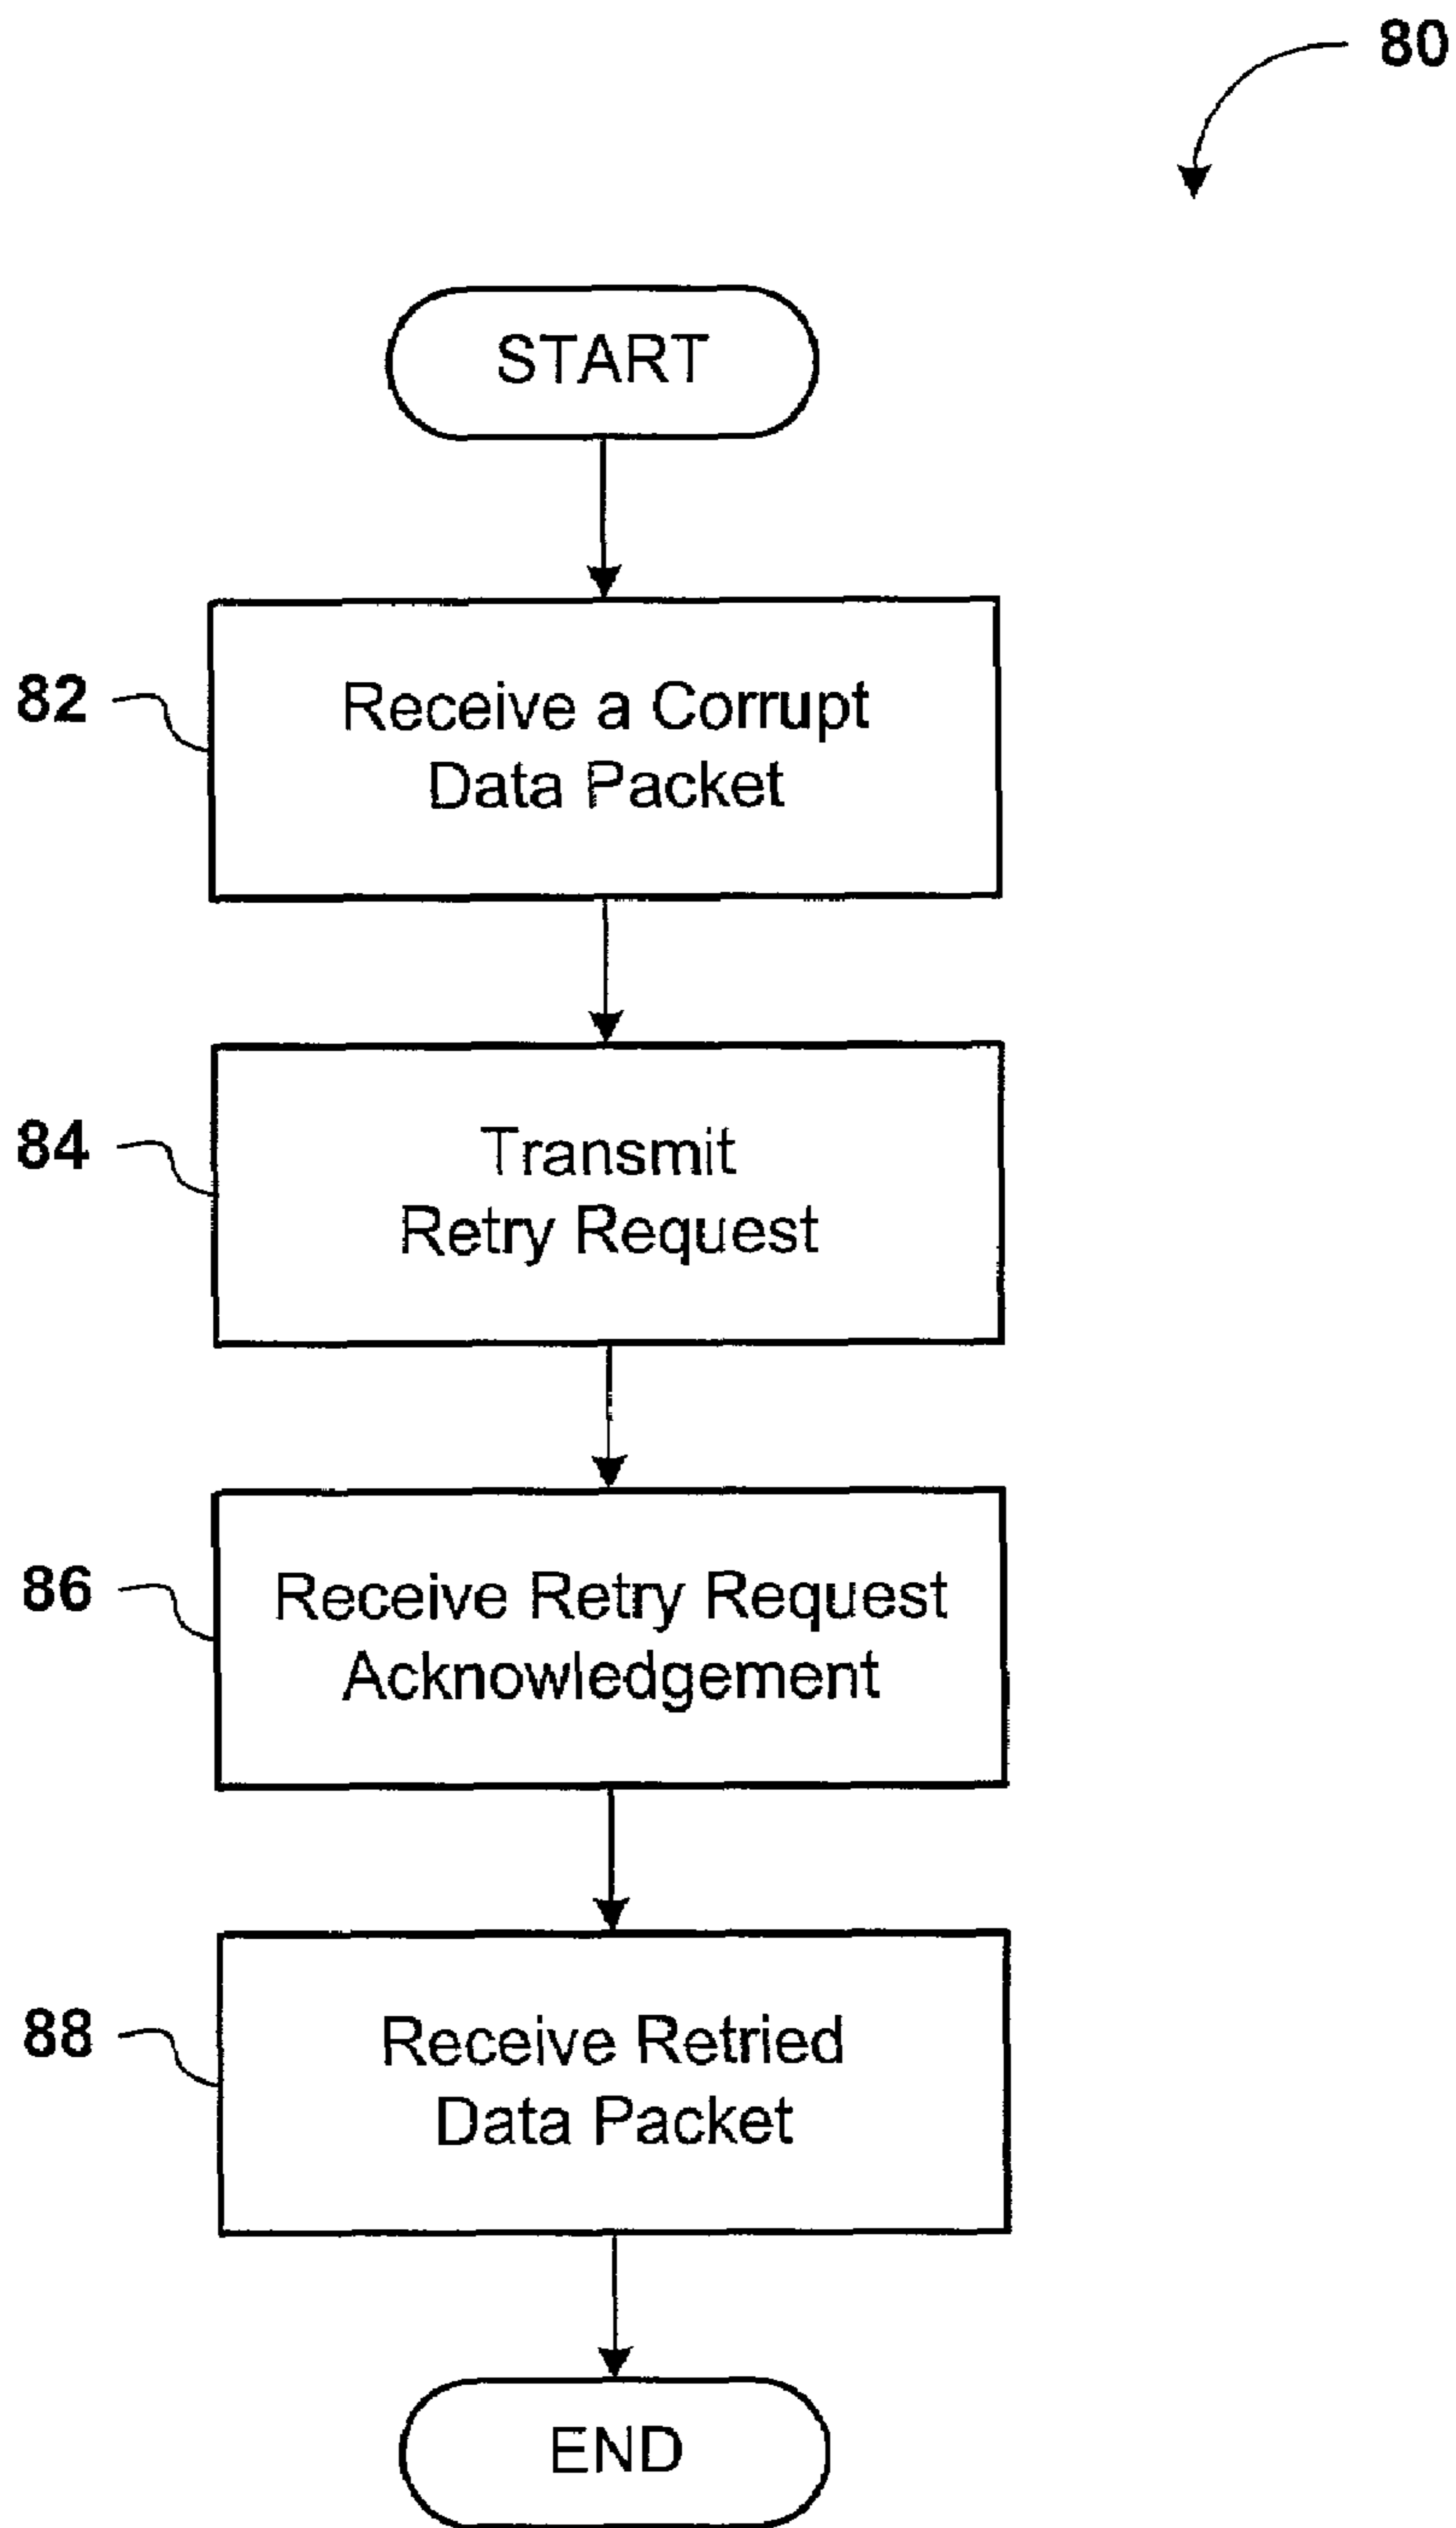 80
START
82
Receive a Corrupt
Data Packet
84
Transmit
Retry Request
86
Receive Retry Request
Acknowledgement
88
Receive Retried
Data Packet
END